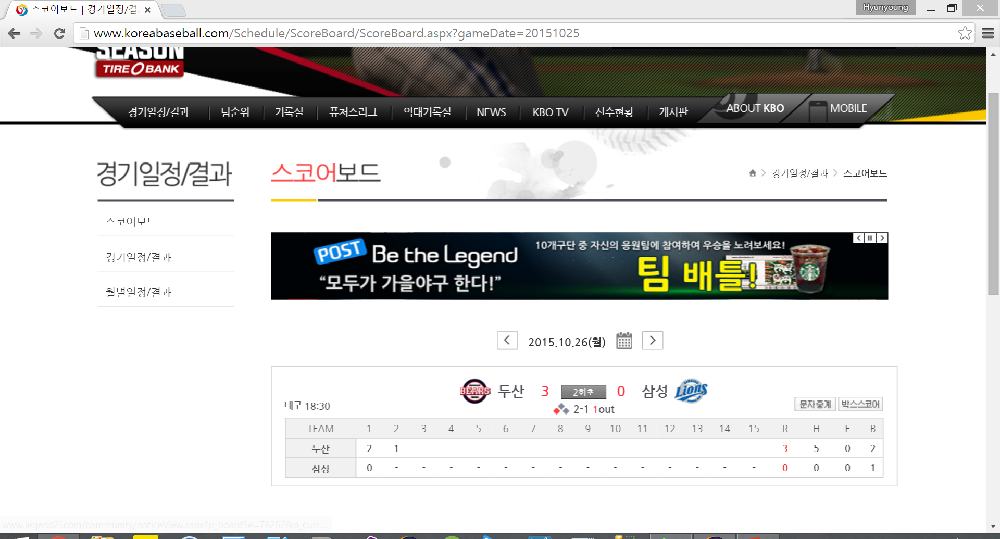 스코어보드 | 경기일정/결
Hyunyoung
www.koreabaseball.com/Schedule/ScoreBoard/ScoreBoard.aspx?gameDate=20151025
SEASON
TIRE BANK
경기일정/결과 팀순위 기록실 퓨처스리그 역대기록실 NEWS KBO TV 선수현황 게시판 ABOUT KBO MOBILE
경기일정/결과
스코어보드
경기일정/결과
월별일정/결과
스코어보드
경기일정/결과 스코어보드
POST Be the Legend
"모두가 가을야구 한다!"
10개구단 중 자신의 응원팀에 참여하여 우승을 노려보세요!
팀 배틀!
2015.10.26(월)
BEARS 두산 3 2회초 0 삼성 SAMSUNG Lions
2-1 1out
대구 18:30
문자중계 박스스코어
TEAM 1 2 3 4 5 6 7 8 9 10 11 12 13 14 15 R H E B
두산 2 1 - - - - - - - - - - - - - 3 5 0 2
삼성 0 - - - - - - - - - - - - - - 0 0 0 1
www.legend2i.com/community/noticeView.aspx?p_boardSe=78262&p_curr...